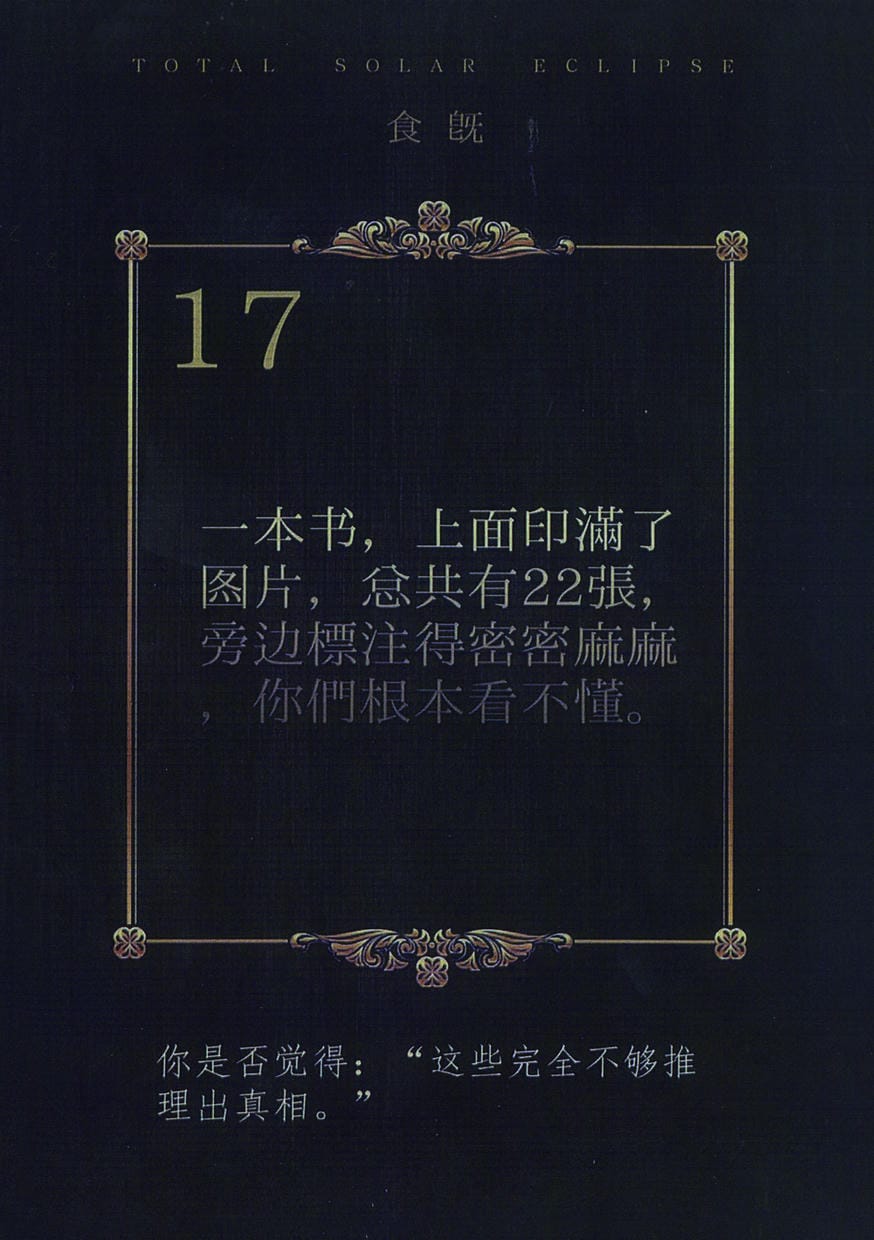 TOTAL SOLAR ECLIPSE
食既
17
一本书，上面印滿了
图片，总共有22張，
旁边標注得密密麻麻
，你們根本看不懂。
你是否觉得：“这些完全不够推
理出真相。”